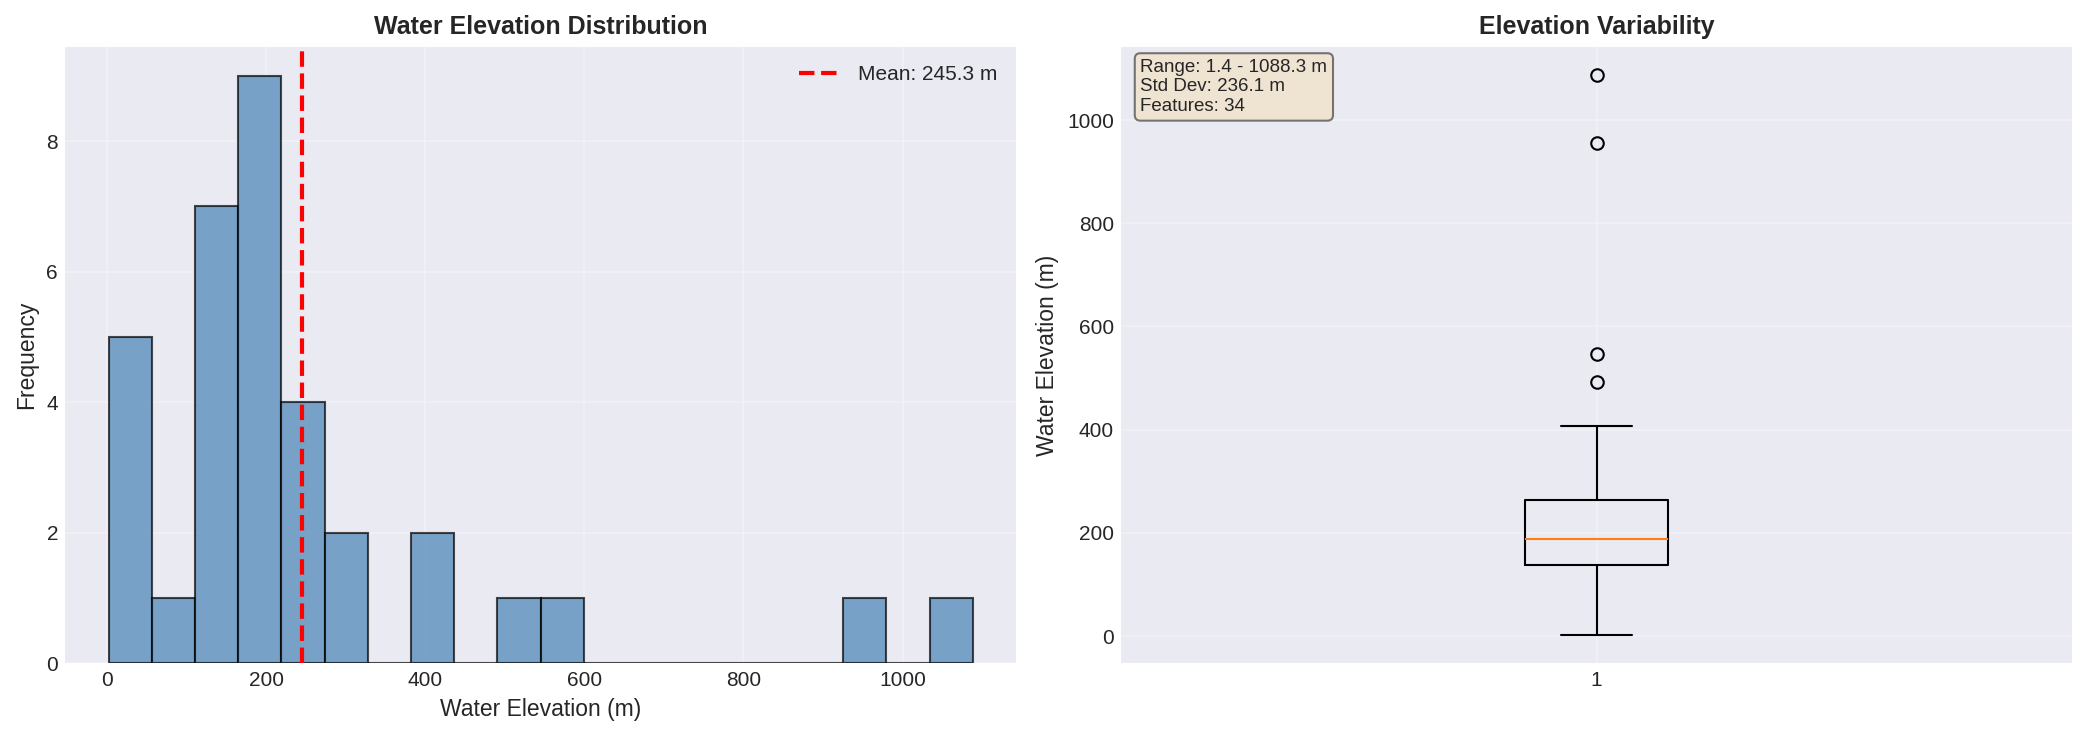 Water Elevation Distribution
Mean: 245.3 m
Frequency
8
6
4
2
0
0 200 400 600 800 1000
Water Elevation (m)
Elevation Variability
Range: 1.4 - 1088.3 m
Std Dev: 236.1 m
Features: 34
Water Elevation (m)
1000
800
600
400
200
0
1